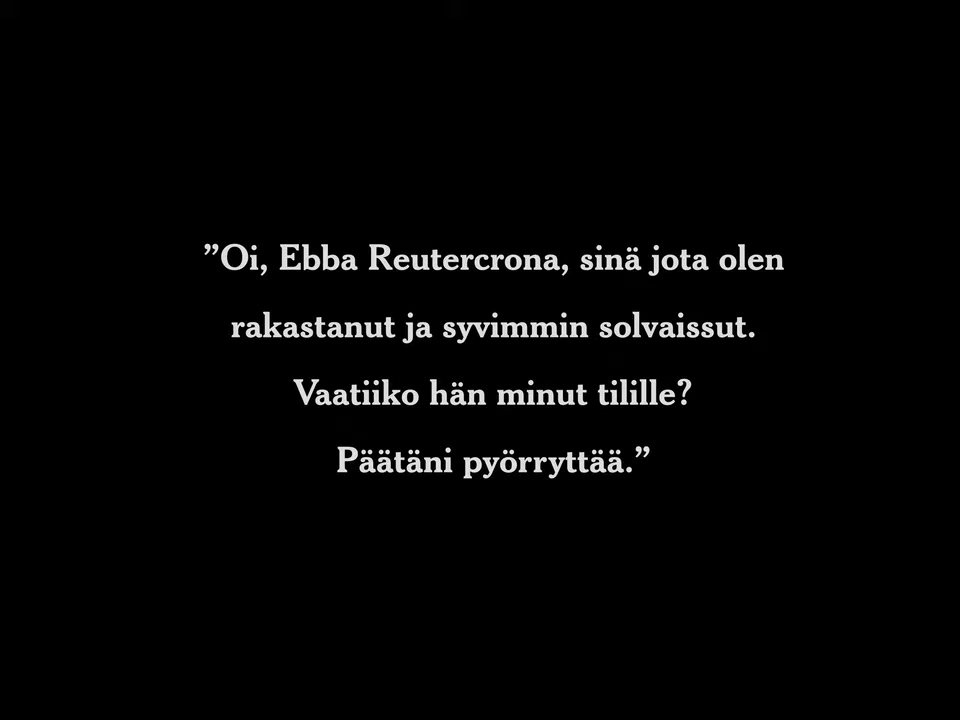 ”Oi, Ebba Reutercrona, sinä jota olen
rakastanut ja syvimmin solvaissut.
Vaatiiko hän minut tilille?
Päätäni pyörryttää.”